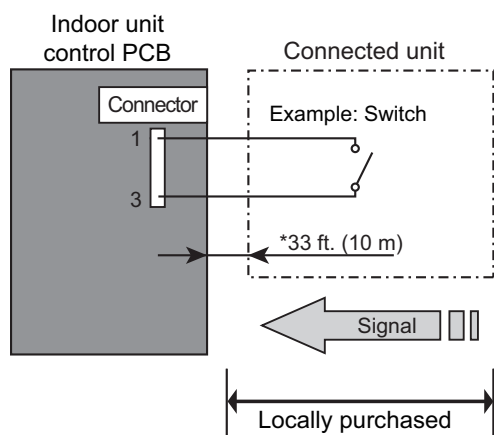 Indoor unit
control PCB
Connected unit
Connector
Example: Switch
1
3
*33 ft. (10 m)
Signal
Locally purchased